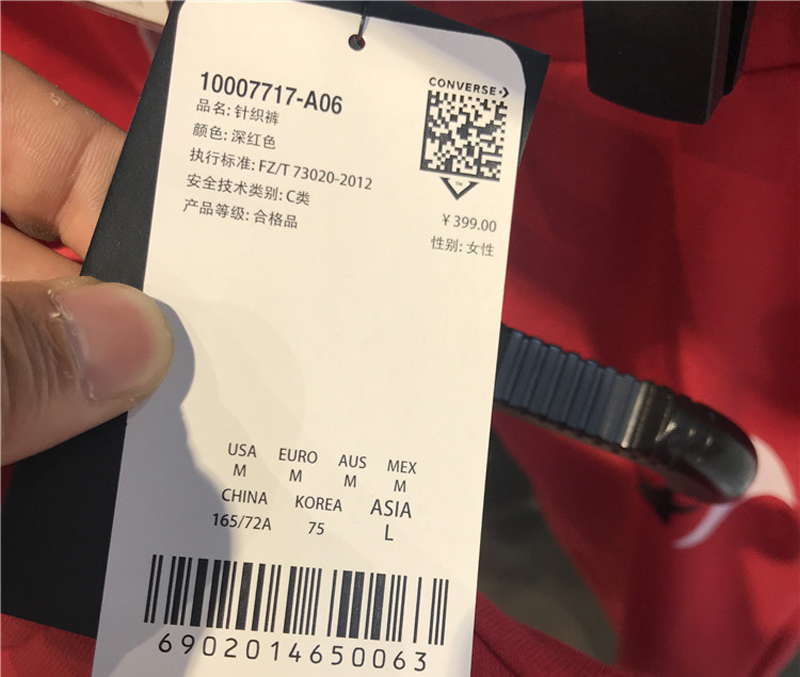 10007717-A06
品名: 针织裤
颜色: 深红色
执行标准: FZ/T 73020-2012
安全技术类别: C类
产品等级: 合格品
CONVERSE
TM
¥399.00
性别: 女性
USA EURO AUS MEX
M M M M
CHINA KOREA ASIA
165/72A 75 L
6902014650063